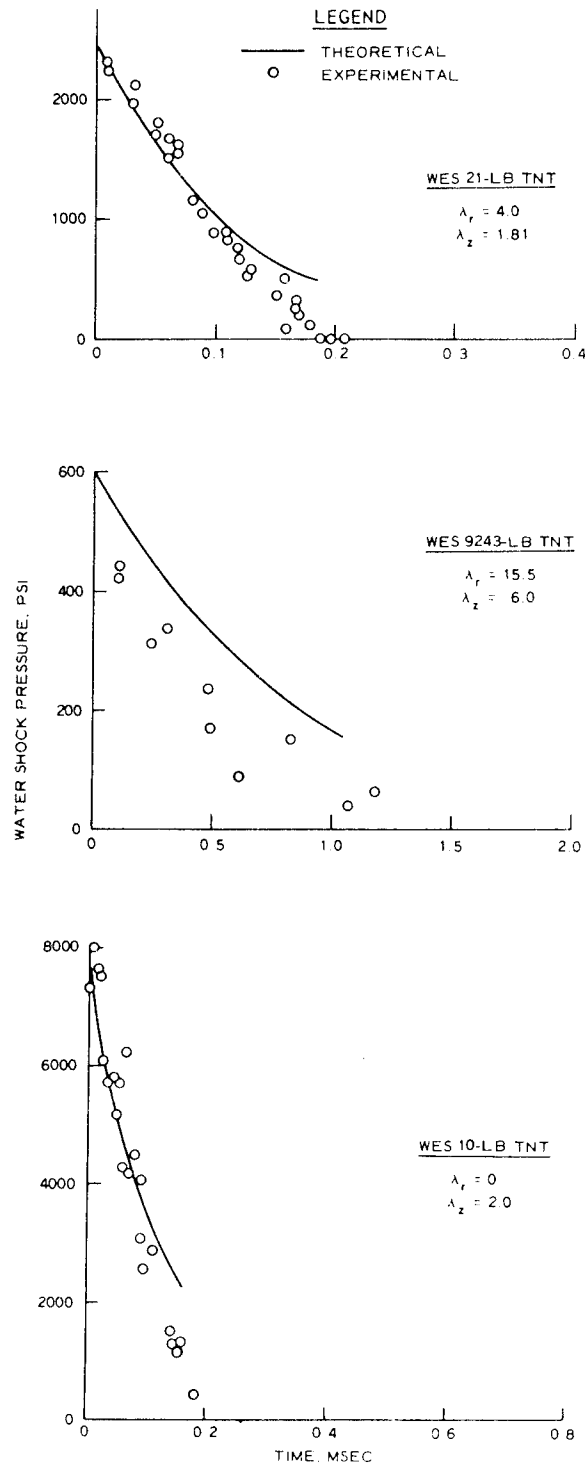 LEGEND
THEORETICAL
EXPERIMENTAL
2000
1000
0
0
0.1
0.2
0.3
0.4
WES 21-LB TNT
λr = 4.0
λz = 1.81
WATER SHOCK PRESSURE, PSI
600
400
200
0
0
0.5
1.0
1.5
2.0
WES 9243-LB TNT
λr = 15.5
λz = 6.0
8000
6000
4000
2000
0
0
0.2
0.4
0.6
0.8
WES 10-LB TNT
λr = 0
λz = 2.0
TIME, MSEC